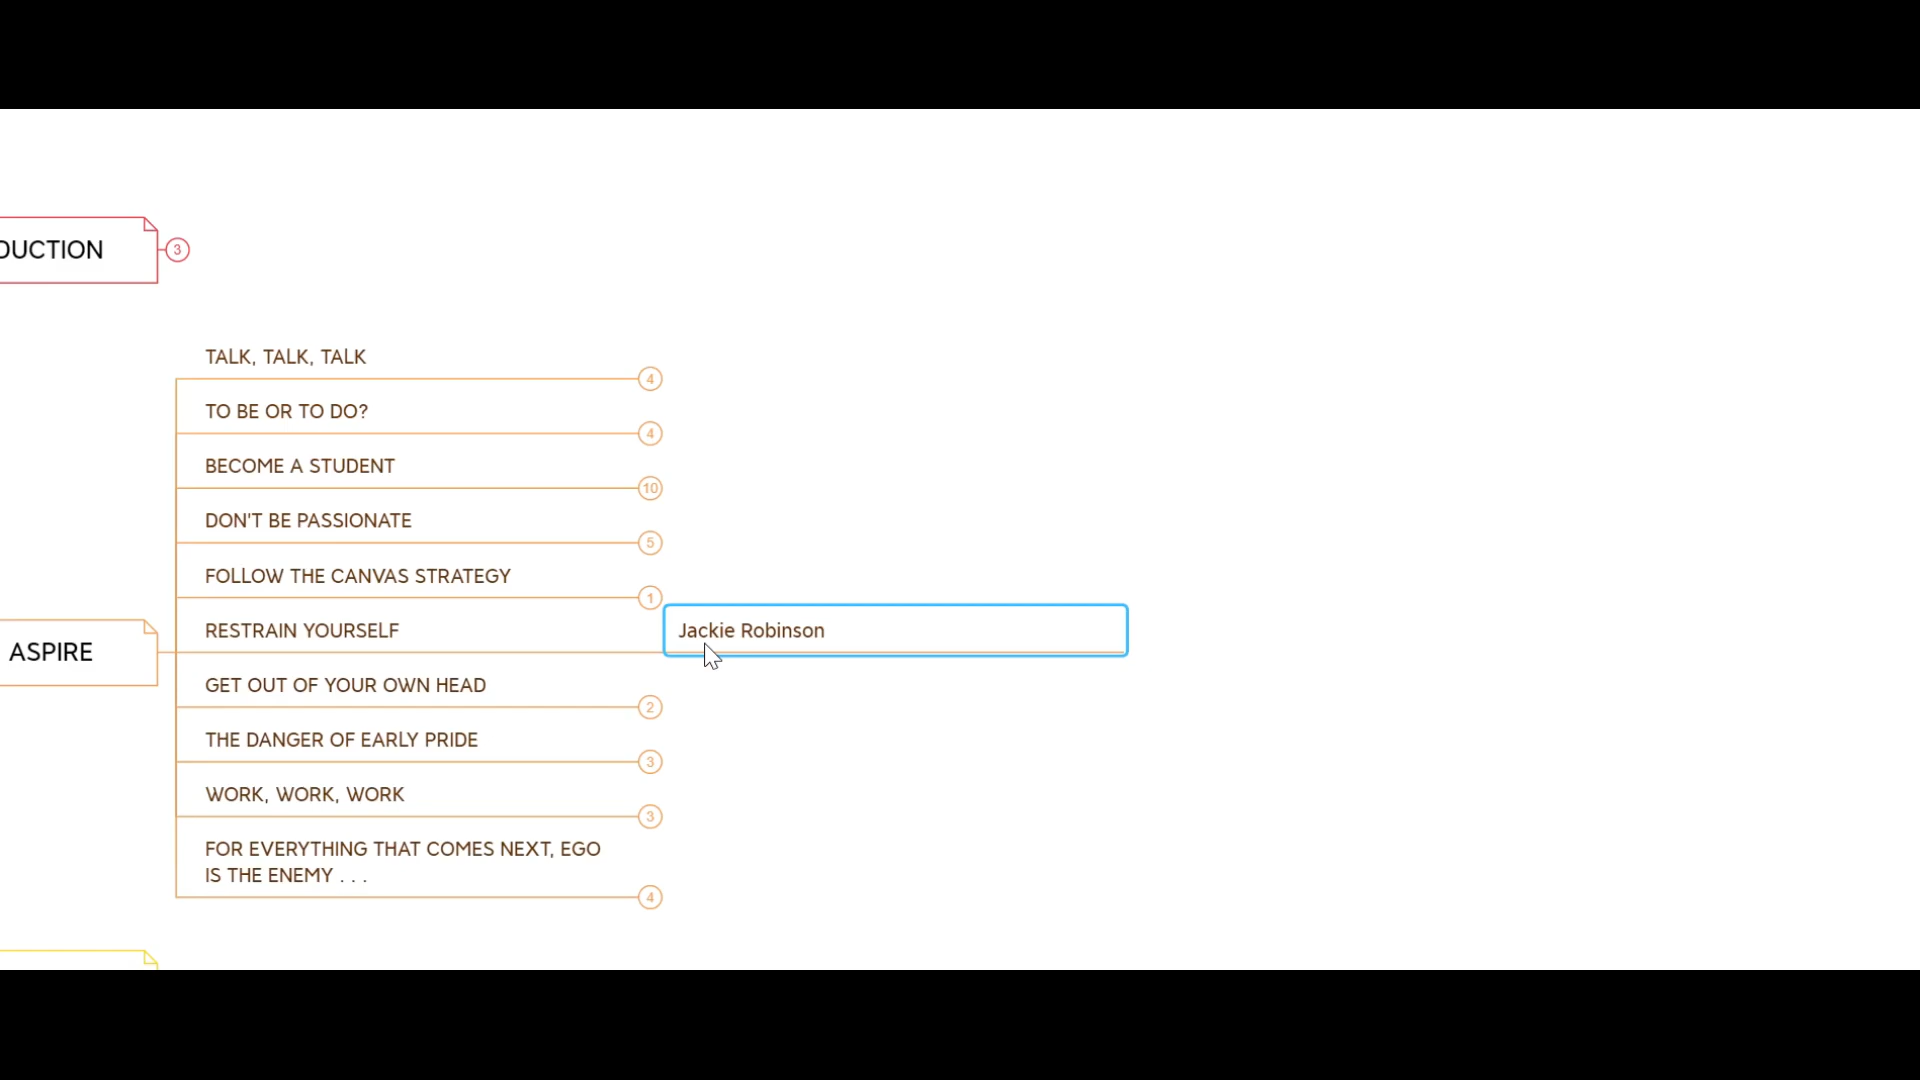 DUCTION
3
TALK, TALK, TALK
4
TO BE OR TO DO?
4
BECOME A STUDENT
10
DON'T BE PASSIONATE
5
FOLLOW THE CANVAS STRATEGY
1
ASPIRE
RESTRAIN YOURSELF
Jackie Robinson
GET OUT OF YOUR OWN HEAD
2
THE DANGER OF EARLY PRIDE
3
WORK, WORK, WORK
3
FOR EVERYTHING THAT COMES NEXT, EGO
IS THE ENEMY . . .
4